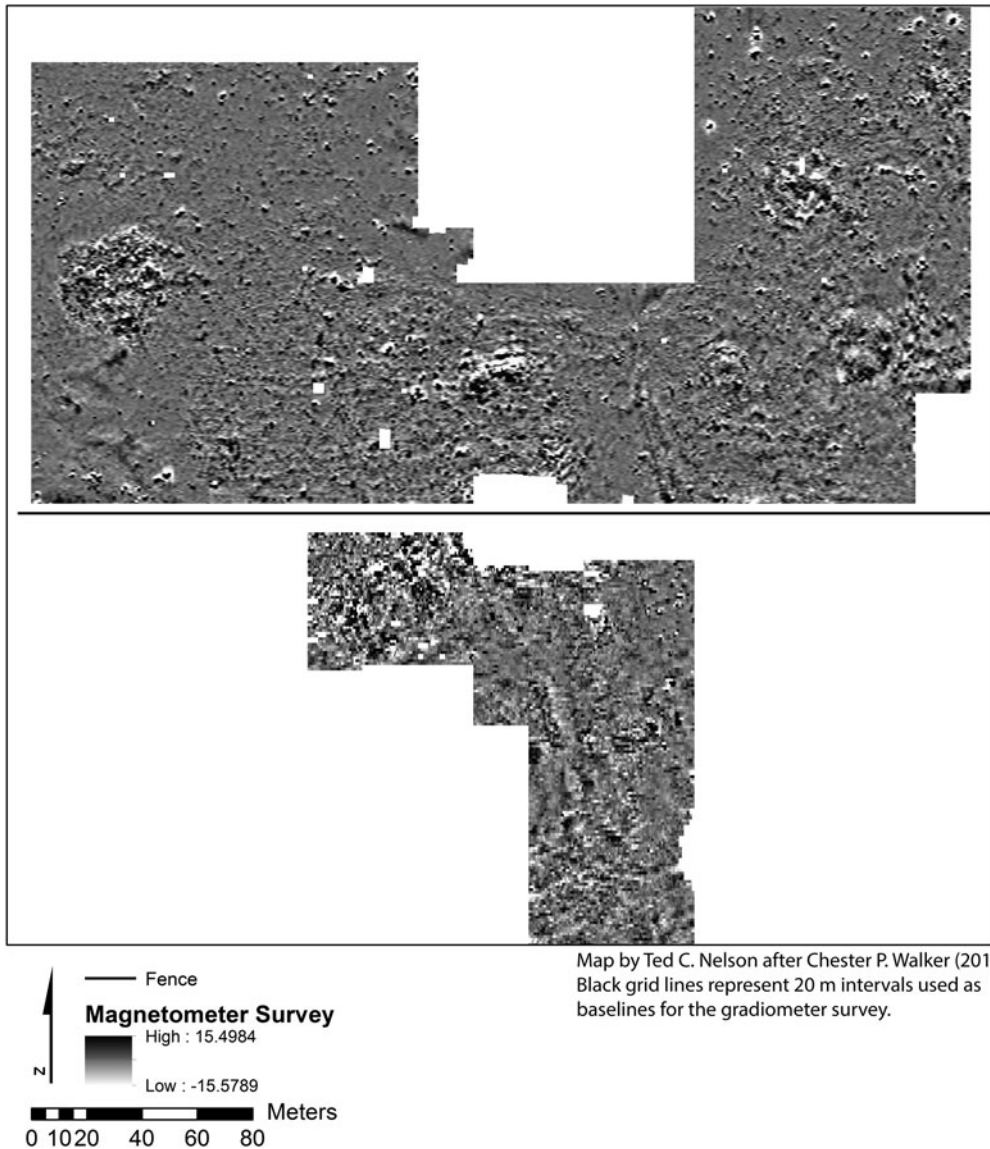 Map by Ted C. Nelson after Chester P. Walker (201
Black grid lines represent 20 m intervals used as
baselines for the gradiometer survey.
Fence
Magnetometer Survey
High : 15.4984
Low : -15.5789
N
Meters
0 10 20 40 60 80